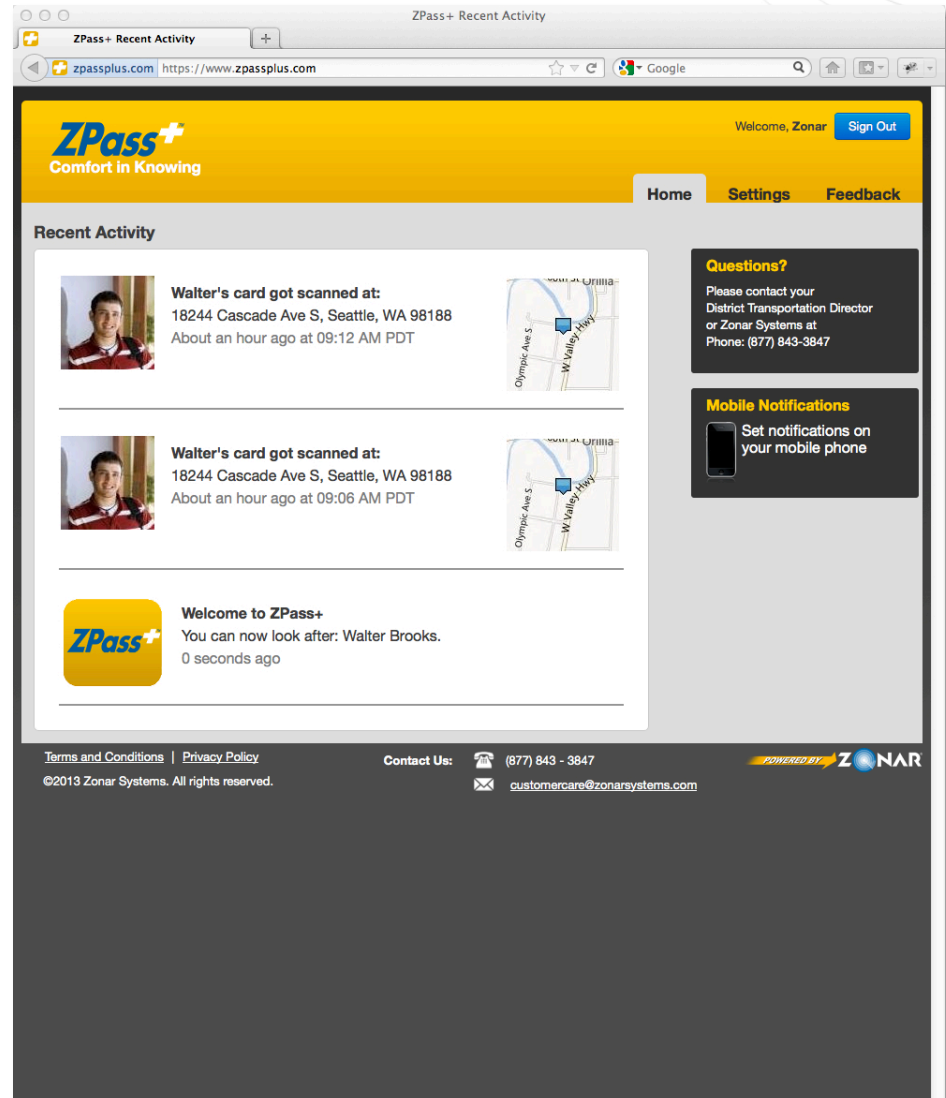 ZPass+ Recent Activity
ZPass+ Recent Activity
zpassplus.com https://www.zpassplus.com
Google
ZPass+
Comfort in Knowing
Welcome, Zonar
Sign Out
Home
Settings
Feedback
Recent Activity
Walter's card got scanned at:
18244 Cascade Ave S, Seattle, WA 98188
About an hour ago at 09:12 AM PDT
Olympic Ave S
W Valley Hwy
Walter's card got scanned at:
18244 Cascade Ave S, Seattle, WA 98188
About an hour ago at 09:06 AM PDT
Olympic Ave S
W Valley Hwy
ZPass+
Welcome to ZPass+
You can now look after: Walter Brooks.
0 seconds ago
Questions?
Please contact your
District Transportation Director
or Zonar Systems at
Phone: (877) 843-3847
Mobile Notifications
Set notifications on
your mobile phone
Terms and Conditions | Privacy Policy
©2013 Zonar Systems. All rights reserved.
Contact Us:
(877) 843 - 3847
customercare@zonarsystems.com
POWERED BY ZONAR